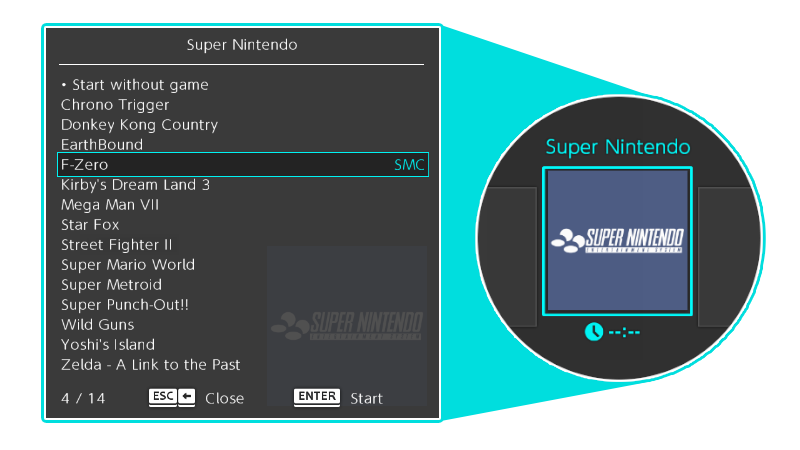 Super Nintendo
• Start without game
Chrono Trigger
Donkey Kong Country
EarthBound
F-Zero SMC
Kirby's Dream Land 3
Mega Man VII
Star Fox
Street Fighter II
Super Mario World
Super Metroid
Super Punch-Out!!
Wild Guns
Yoshi's Island
Zelda - A Link to the Past
SUPER NINTENDO
ENTERTAINMENT SYSTEM
4 / 14 ESC ← Close ENTER Start
Super Nintendo
SUPER NINTENDO
ENTERTAINMENT SYSTEM
--:--